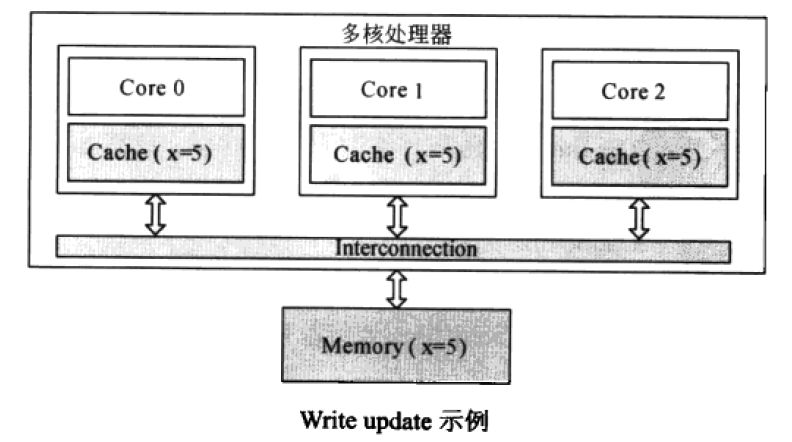 多核处理器
Core 0
Core 1
Core 2
Cache ( x=5)
Cache ( x=5)
Cache( x=5)
Interconnection
Memory ( x=5)
Write update 示例